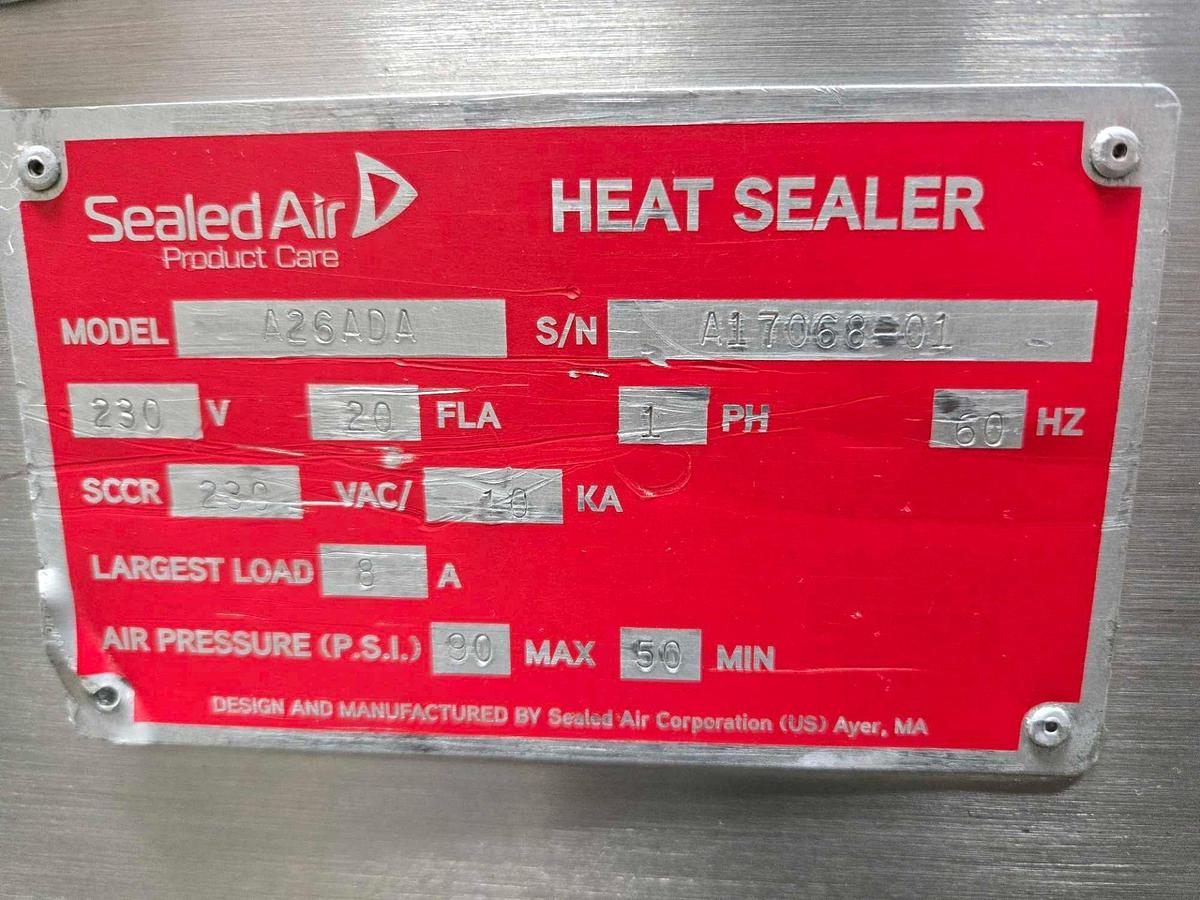 Sealed Air
Product Care
HEAT SEALER
MODEL A26ADA S/N A17068-01
230 V 20 FLA 1 PH 60 HZ
SCCR 230 VAC/ 10 KA
LARGEST LOAD 8 A
AIR PRESSURE (P.S.I.) 90 MAX 50 MIN
DESIGN AND MANUFACTURED BY Sealed Air Corporation (US) Ayer, MA